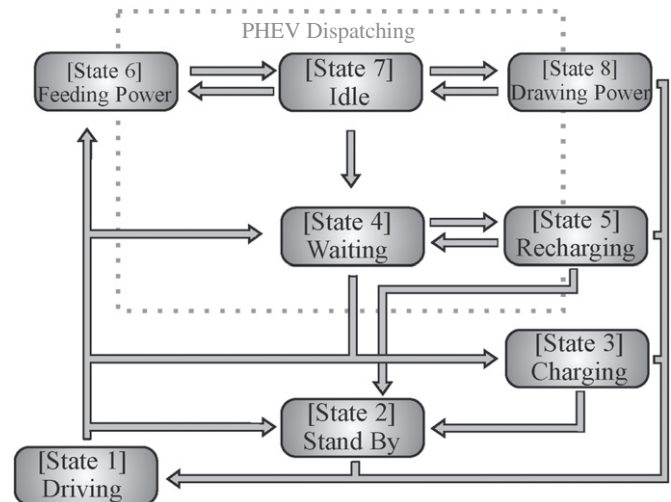 PHEV Dispatching
[State 6]
Feeding Power
[State 7]
Idle
[State 8]
Drawing Power
[State 4]
Waiting
[State 5]
Recharging
[State 3]
Charging
[State 2]
Stand By
[State 1]
Driving